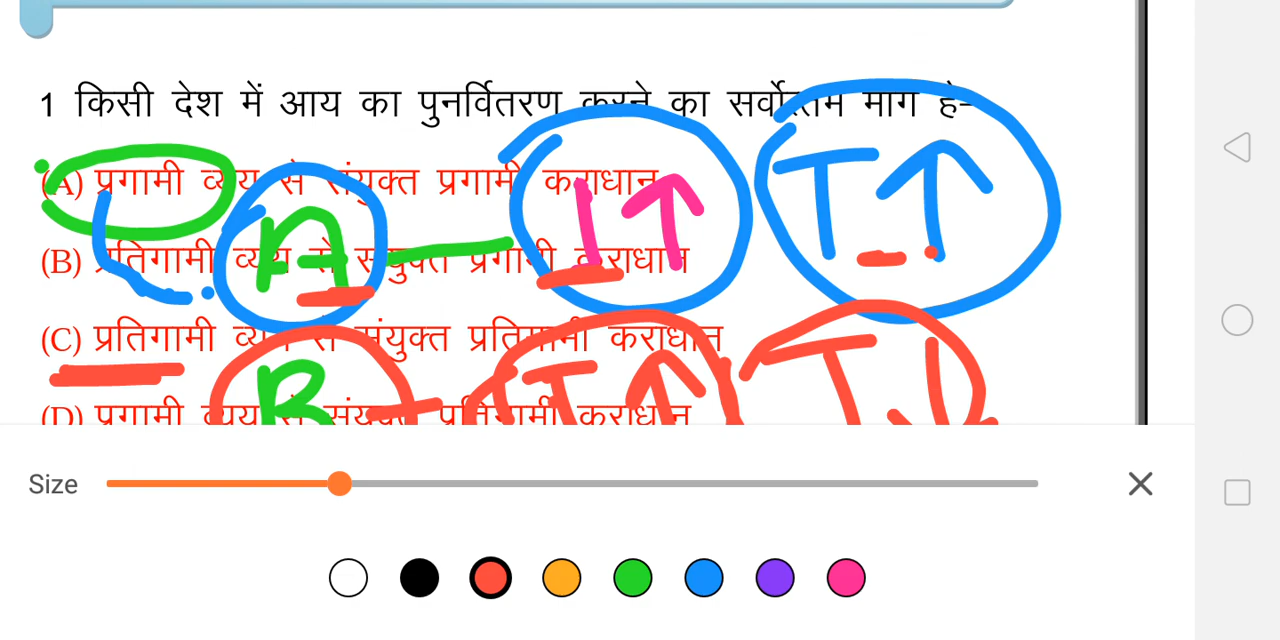 1 किसी देश में आय का पुनर्वितरण करने का सर्वोत्तम मार्ग है-
(A) प्रगामी व्यय से संयुक्त प्रगामी कराधान
A - I↑ T↑
(B) प्रतिगामी व्यय से संयुक्त प्रगामी कराधान
(C) प्रतिगामी व्यय से संयुक्त प्रतिगामी कराधान
B - I↑ I↓
(D) प्रगामी व्यय से संयुक्त प्रतिगामी कराधान
Size